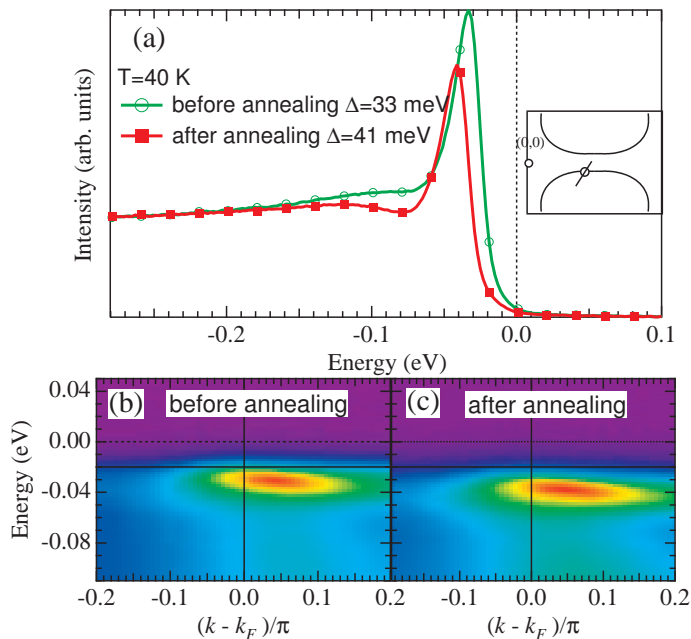 (a)
T=40 K
before annealing Δ=33 meV
after annealing Δ=41 meV
(0,0)
Intensity (arb. units)
-0.2 -0.1 0.0 0.1
Energy (eV)
(b) before annealing
(c) after annealing
Energy (eV)
0.04
0.00
-0.04
-0.08
-0.2 -0.1 0.0 0.1 -0.2 -0.1 0.0 0.1 0.2
(k - kF)/π (k - kF)/π